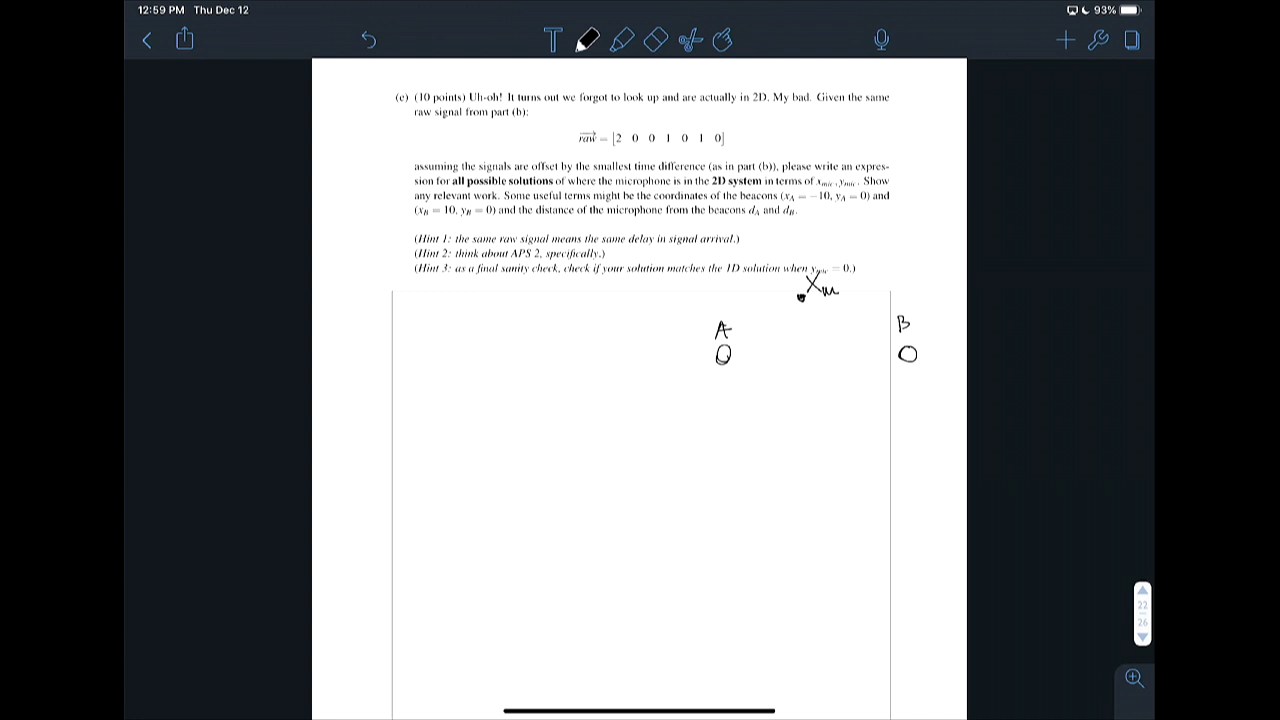 12:59 PM Thu Dec 12
93%
T
(e) (10 points) Uh-oh! It turns out we forgot to look up and are actually in 2D. My bad. Given the same
raw signal from part (b):
raw = [2 0 0 1 0 1 0]
assuming the signals are offset by the smallest time difference (as in part (b)), please write an expres-
sion for all possible solutions of where the microphone is in the 2D system in terms of x_mic, y_mic. Show
any relevant work. Some useful terms might be the coordinates of the beacons (x_A = −10, y_A = 0) and
(x_B = 10, y_B = 0) and the distance of the microphone from the beacons d_A and d_B.
(Hint 1: the same raw signal means the same delay in signal arrival.)
(Hint 2: think about APS 2, specifically.)
(Hint 3: as a final sanity check, check if your solution matches the 1D solution when y_mic = 0.)
X_m
A B
22
26